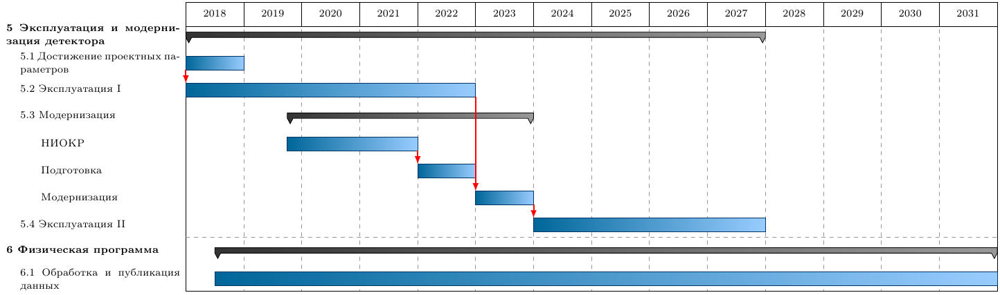 2018 2019 2020 2021 2022 2023 2024 2025 2026 2027 2028 2029 2030 2031
5 Эксплуатация и модерни-
зация детектора
5.1 Достижение проектных па-
раметров
5.2 Эксплуатация I
5.3 Модернизация
НИОКР
Подготовка
Модернизация
5.4 Эксплуатация II
6 Физическая программа
6.1 Обработка и публикация
данных